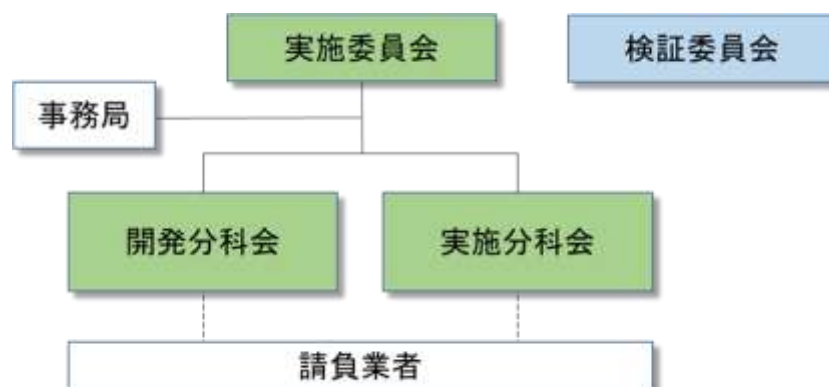 実施委員会
検証委員会
事務局
開発分科会
実施分科会
請負業者